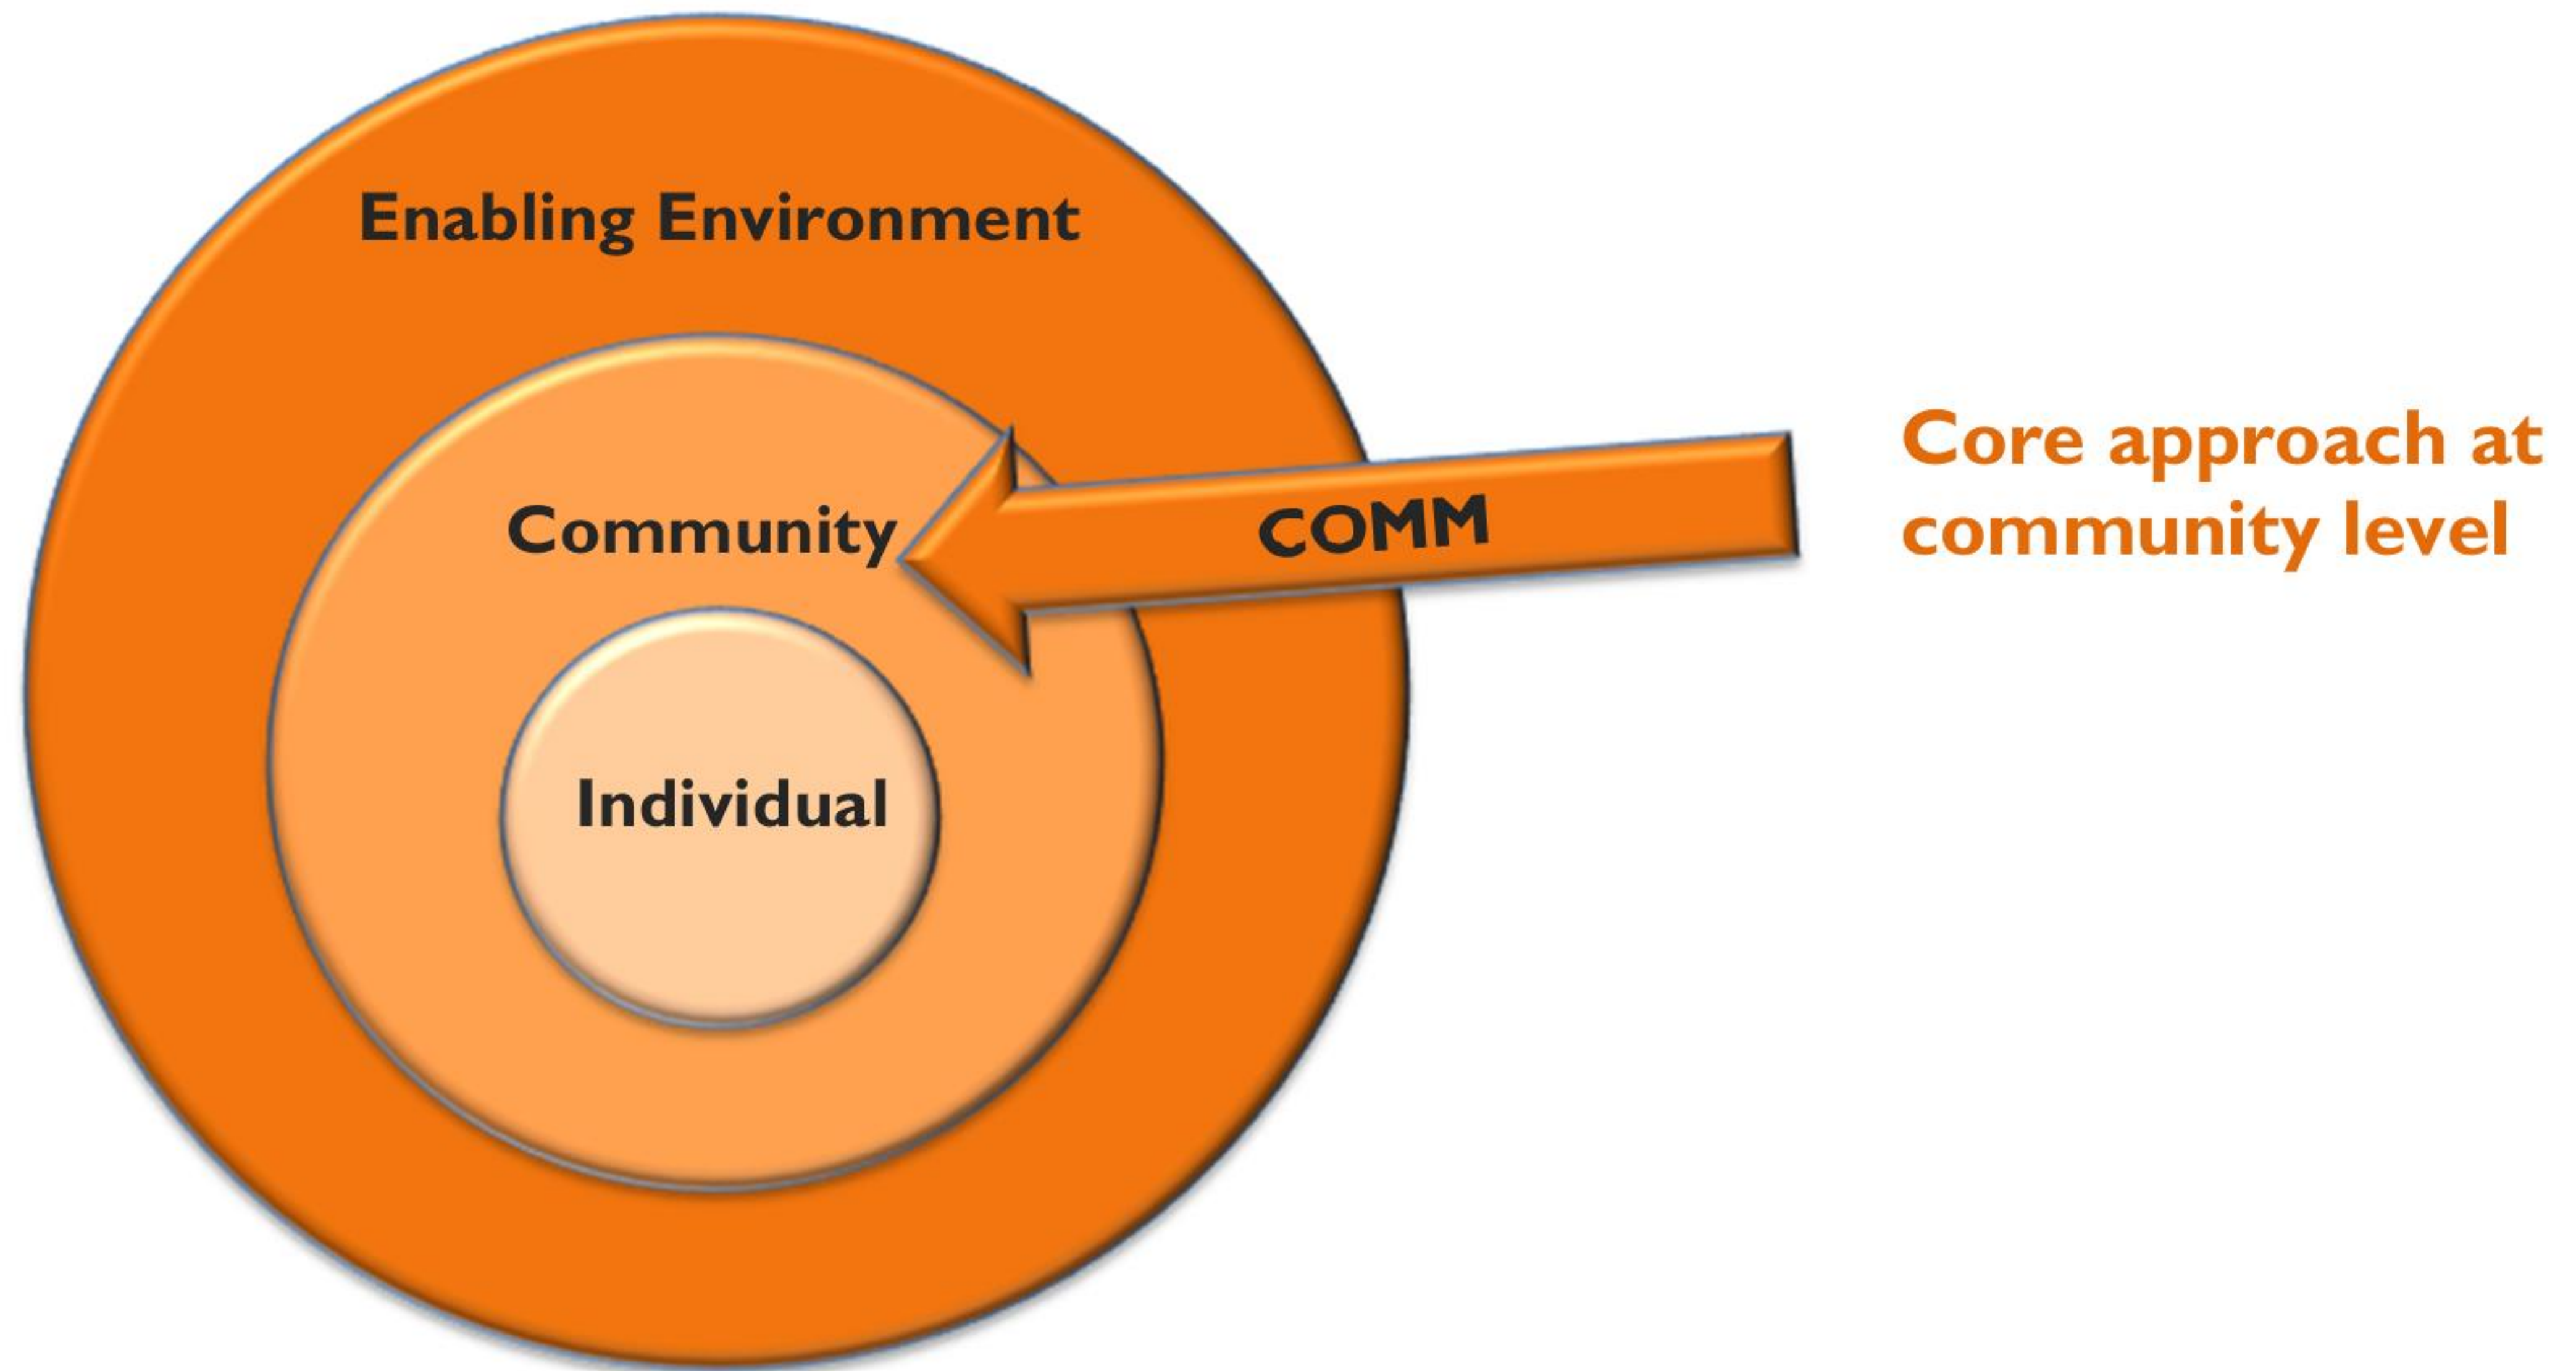 Enabling Environment
Community
COMM
Core approach at
community level
Individual